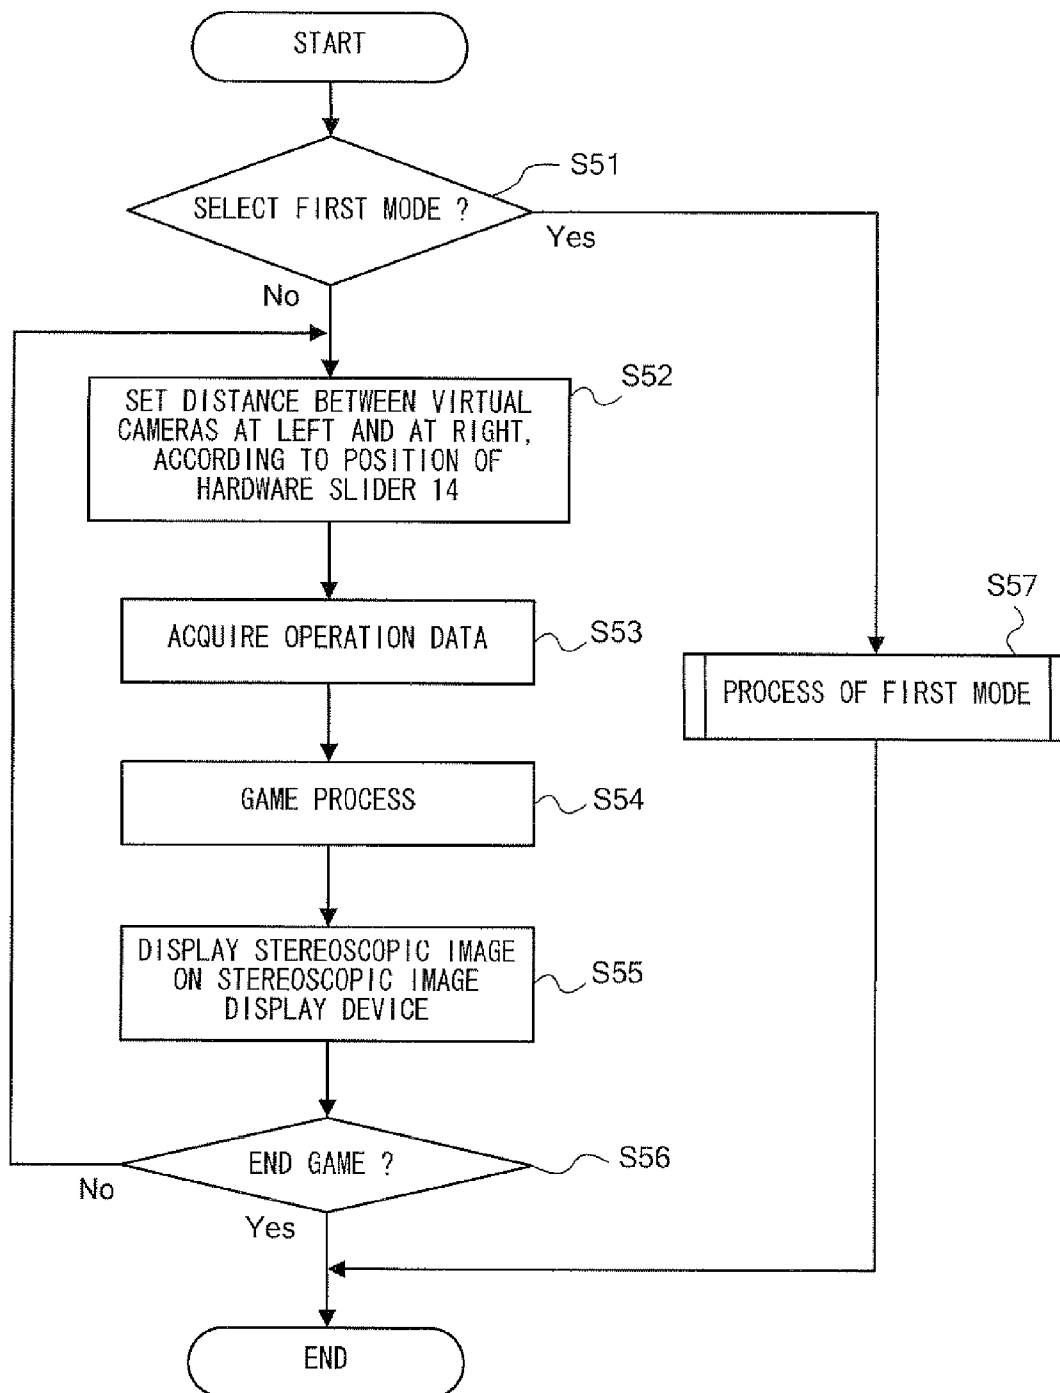 START
S51
SELECT FIRST MODE ?
Yes
No
S52
SET DISTANCE BETWEEN VIRTUAL
CAMERAS AT LEFT AND AT RIGHT,
ACCORDING TO POSITION OF
HARDWARE SLIDER 14
S57
ACQUIRE OPERATION DATA
S53
PROCESS OF FIRST MODE
GAME PROCESS
S54
DISPLAY STEREOSCOPIC IMAGE
ON STEREOSCOPIC IMAGE
DISPLAY DEVICE
S55
END GAME ?
S56
No
Yes
END